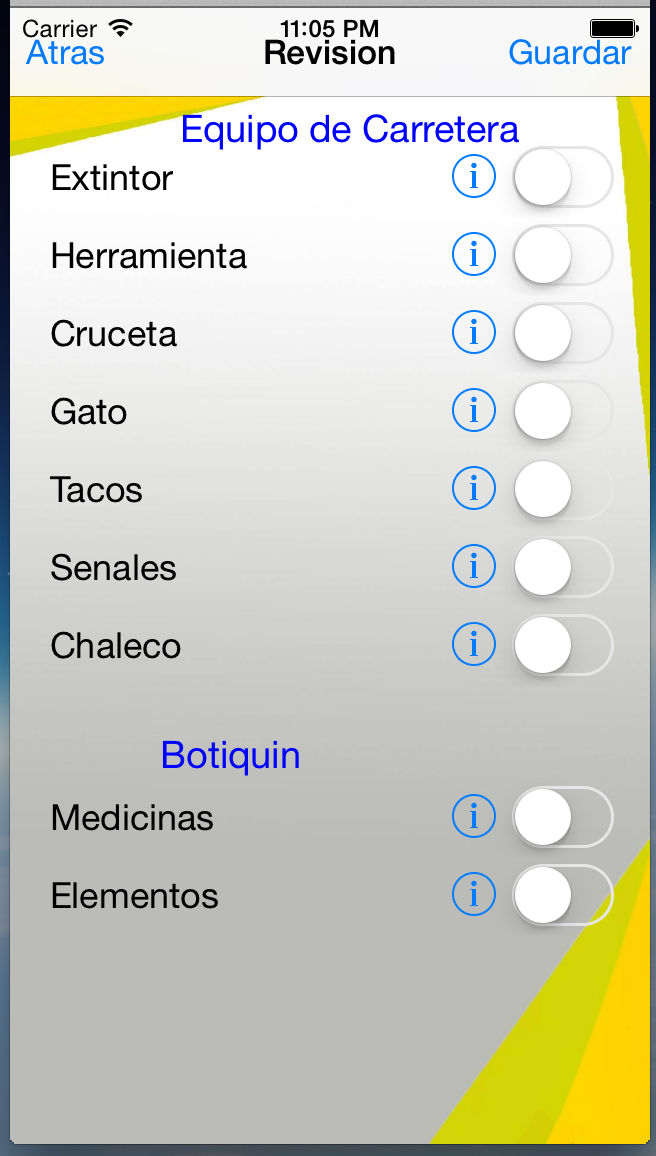 Carrier 11:05 PM
Atras Revision Guardar
Equipo de Carretera
Extintor i
Herramienta i
Cruceta i
Gato i
Tacos i
Senales i
Chaleco i
Botiquin
Medicinas i
Elementos i